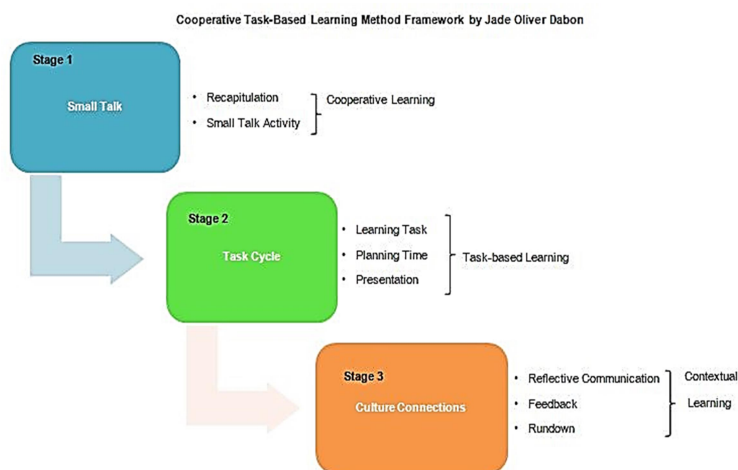 Cooperative Task-Based Learning Method Framework by Jade Oliver Dabon
Stage 1
Small Talk
• Recapitulation
• Small Talk Activity
Cooperative Learning
Stage 2
Task Cycle
• Learning Task
• Planning Time
• Presentation
Task-based Learning
Stage 3
Culture Connections
• Reflective Communication
• Feedback
• Rundown
Contextual
Learning